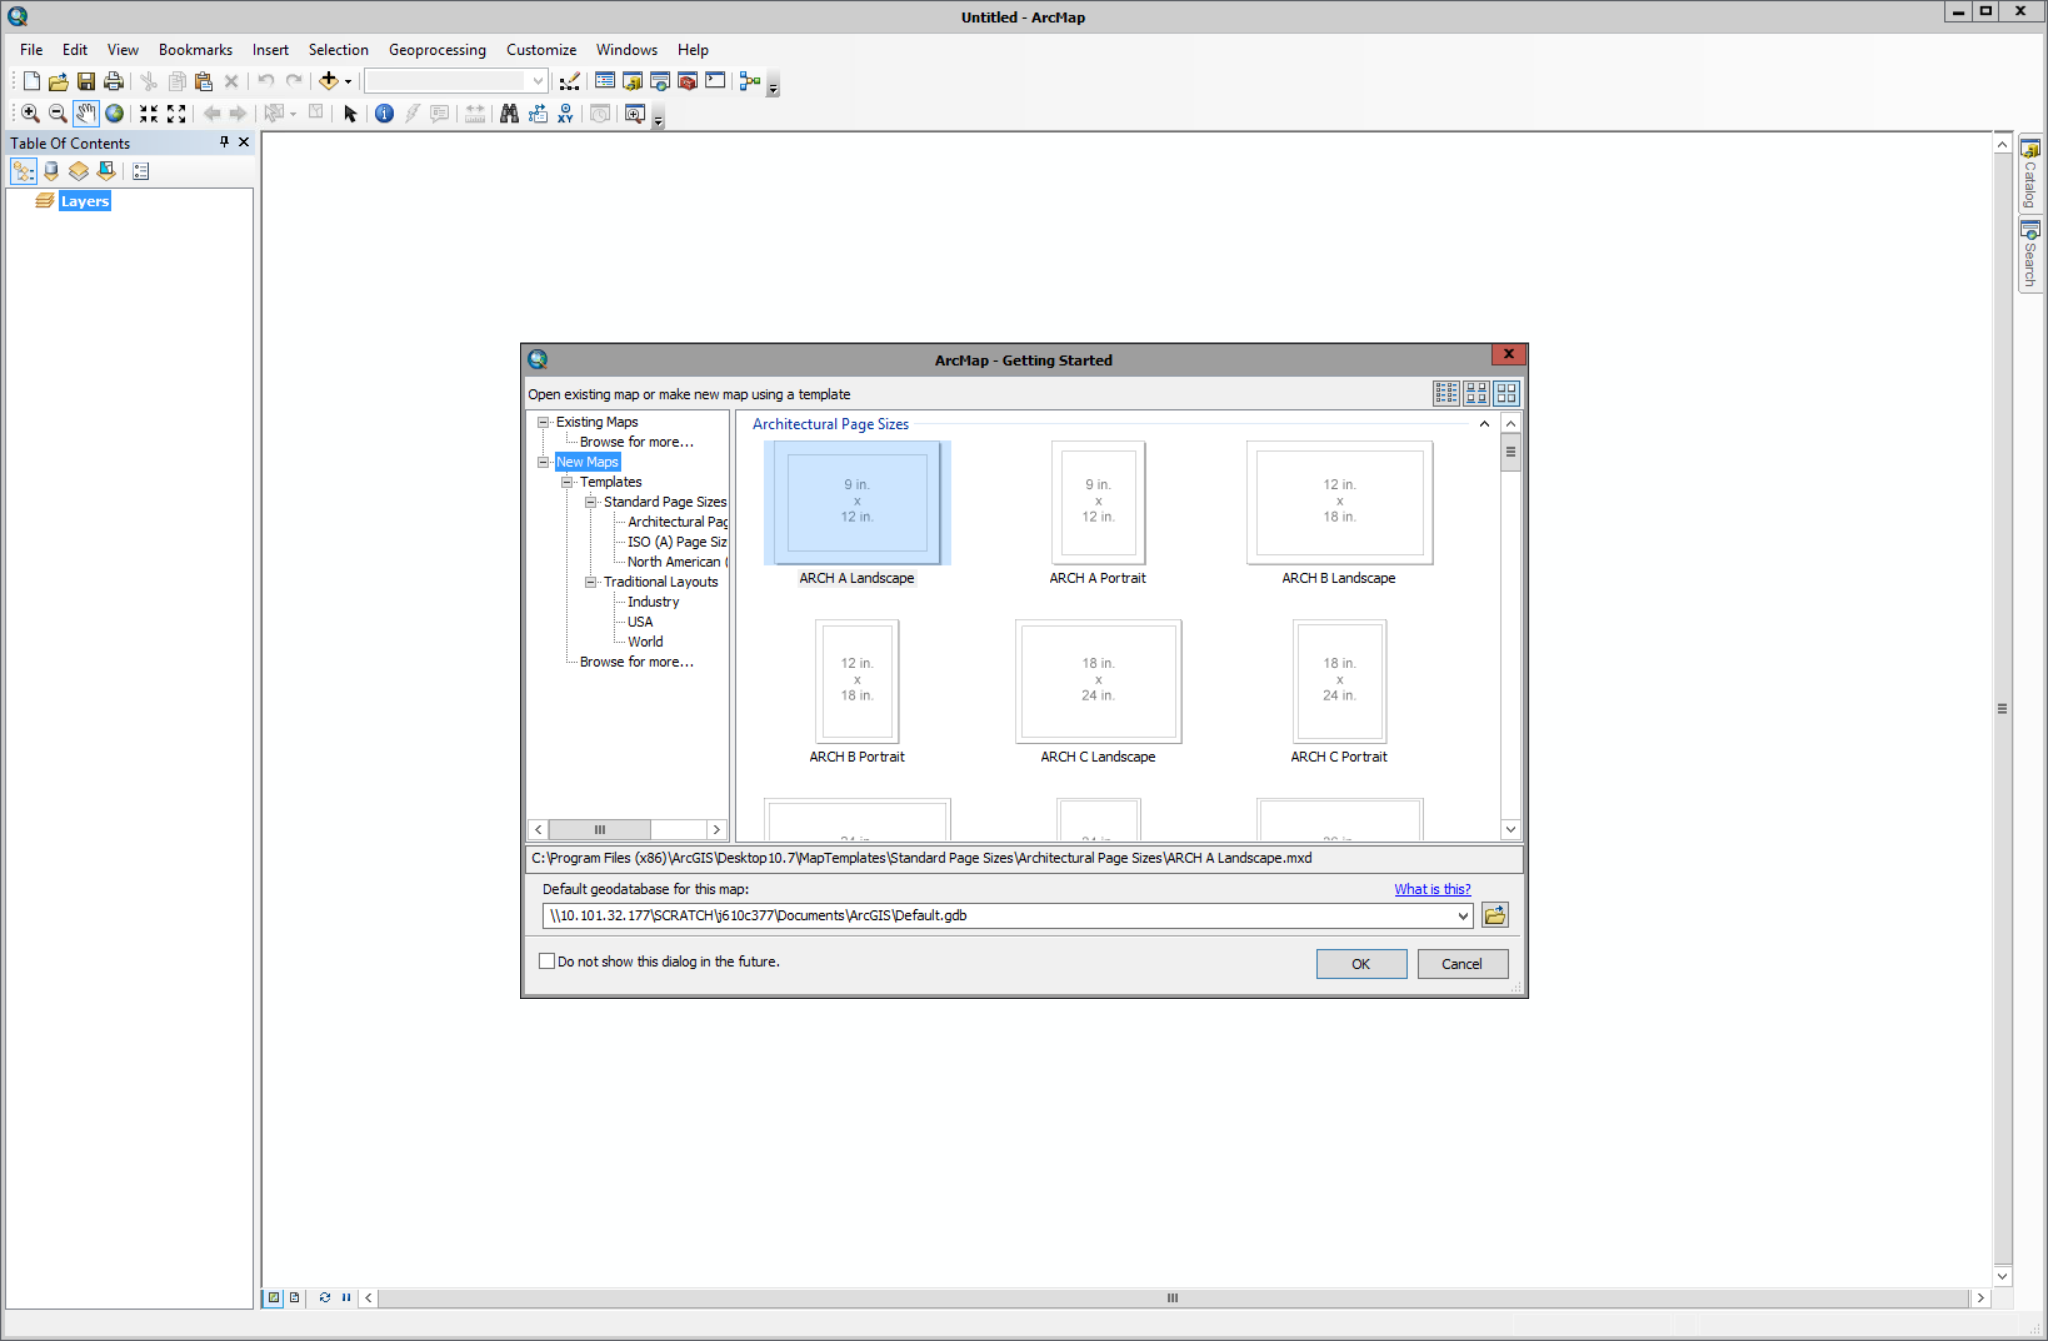 Untitled - ArcMap
File Edit View Bookmarks Insert Selection Geoprocessing Customize Windows Help
Table Of Contents
Layers
Catalog
Search
ArcMap - Getting Started
Open existing map or make new map using a template
Existing Maps
Browse for more...
New Maps
Templates
Standard Page Sizes
Architectural Pag
ISO (A) Page Siz
North American (
Traditional Layouts
Industry
USA
World
Browse for more...
Architectural Page Sizes
9 in.
x
12 in.
ARCH A Landscape
9 in.
x
12 in.
ARCH A Portrait
12 in.
x
18 in.
ARCH B Landscape
12 in.
x
18 in.
ARCH B Portrait
18 in.
x
24 in.
ARCH C Landscape
18 in.
x
24 in.
ARCH C Portrait
C:\Program Files (x86)\ArcGIS\Desktop10.7\MapTemplates\Standard Page Sizes\Architectural Page Sizes\ARCH A Landscape.mxd
Default geodatabase for this map:
What is this?
\\10.101.32.177\SCRATCH\j610c377\Documents\ArcGIS\Default.gdb
Do not show this dialog in the future.
OK
Cancel